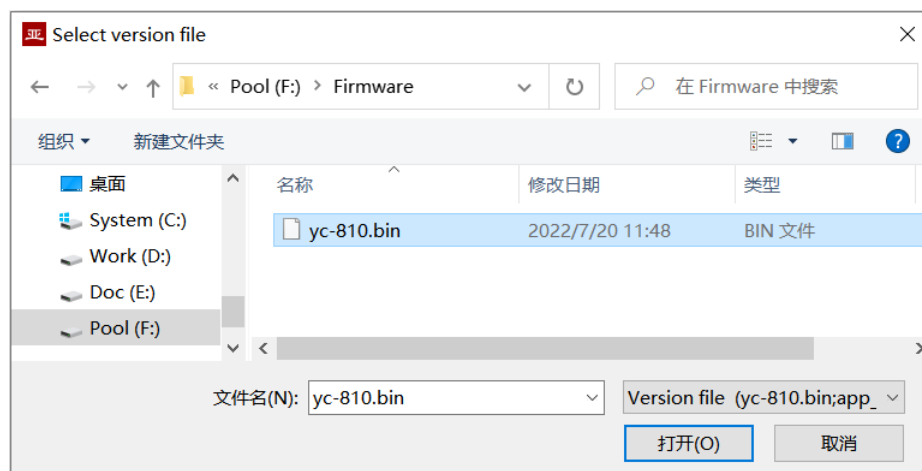 亚 Select version file
« Pool (F:) › Firmware 在 Firmware 中搜索
组织 新建文件夹 ?
名称 修改日期 类型
桌面
System (C:)
Work (D:)
Doc (E:)
Pool (F:)
yc-810.bin 2022/7/20 11:48 BIN 文件
文件名(N): yc-810.bin Version file (yc-810.bin;app_
打开(O) 取消